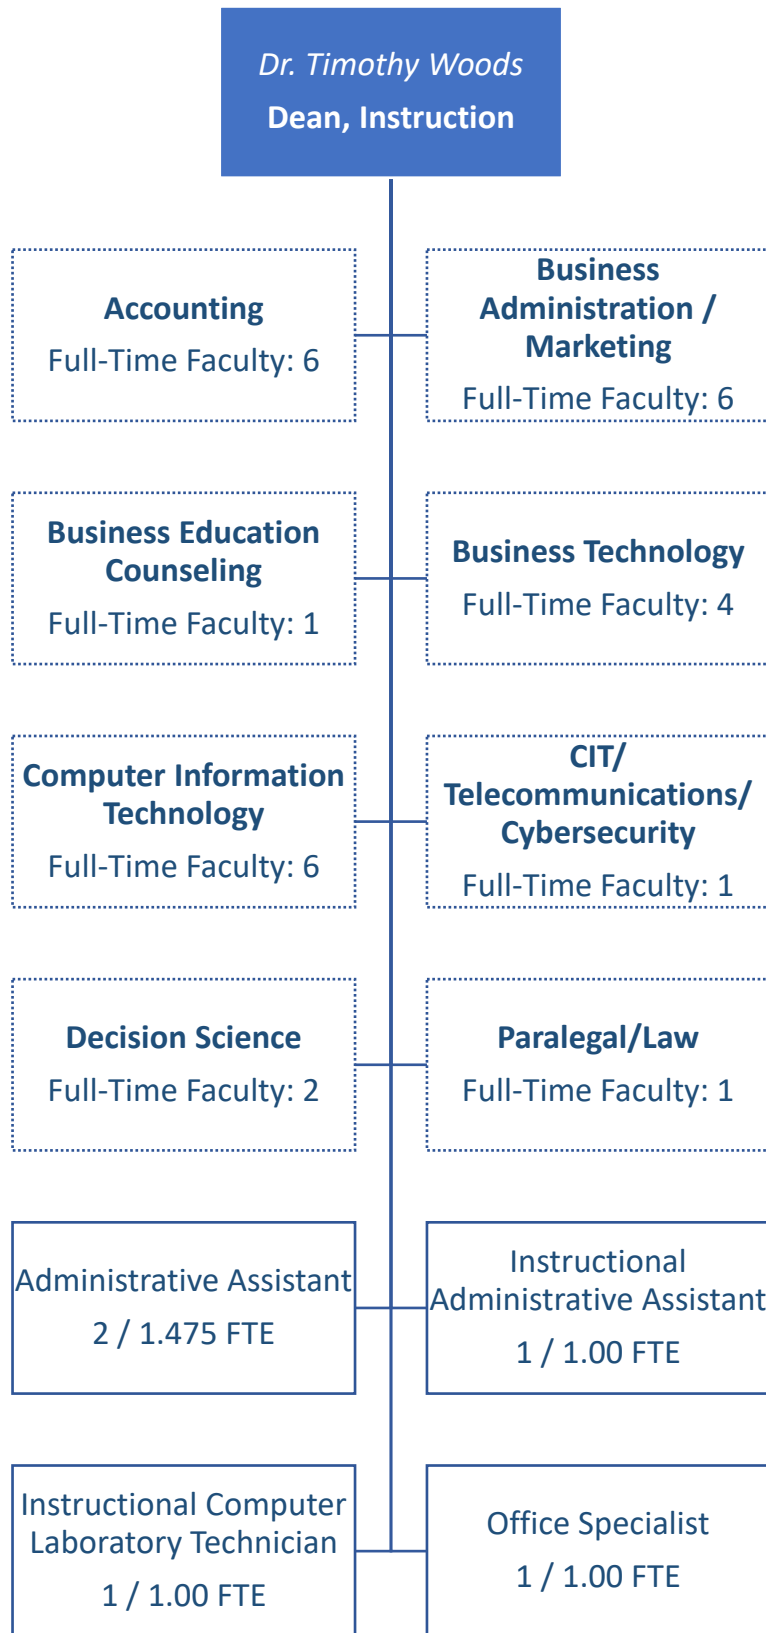 Dr. Timothy Woods
Dean, Instruction
Accounting
Full-Time Faculty: 6
Business
Administration /
Marketing
Full-Time Faculty: 6
Business Education
Counseling
Full-Time Faculty: 1
Business Technology
Full-Time Faculty: 4
Computer Information
Technology
Full-Time Faculty: 6
CIT/
Telecommunications/
Cybersecurity
Full-Time Faculty: 1
Decision Science
Full-Time Faculty: 2
Paralegal/Law
Full-Time Faculty: 1
Administrative Assistant
2 / 1.475 FTE
Instructional
Administrative Assistant
1 / 1.00 FTE
Instructional Computer
Laboratory Technician
1 / 1.00 FTE
Office Specialist
1 / 1.00 FTE